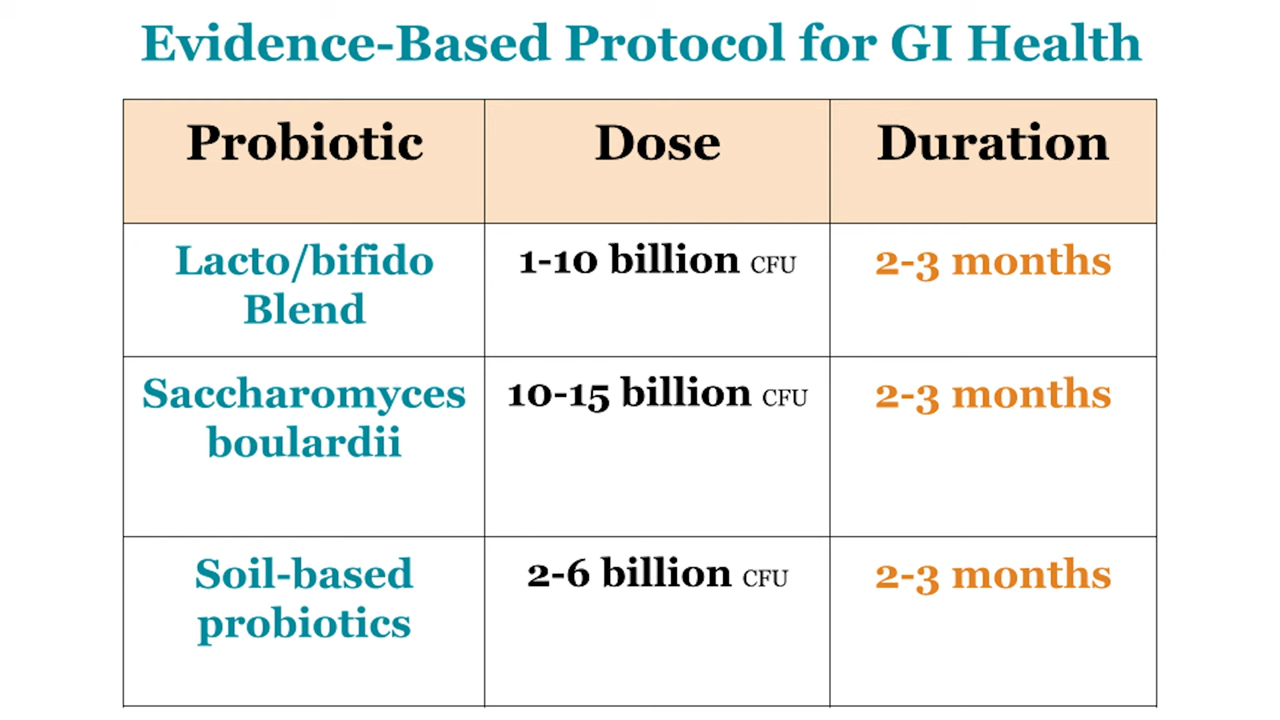 Evidence-Based Protocol for GI Health
Probiotic Dose Duration
Lacto/bifido 1-10 billion CFU 2-3 months
Blend
Saccharomyces 10-15 billion CFU 2-3 months
boulardii
Soil-based 2-6 billion CFU 2-3 months
probiotics